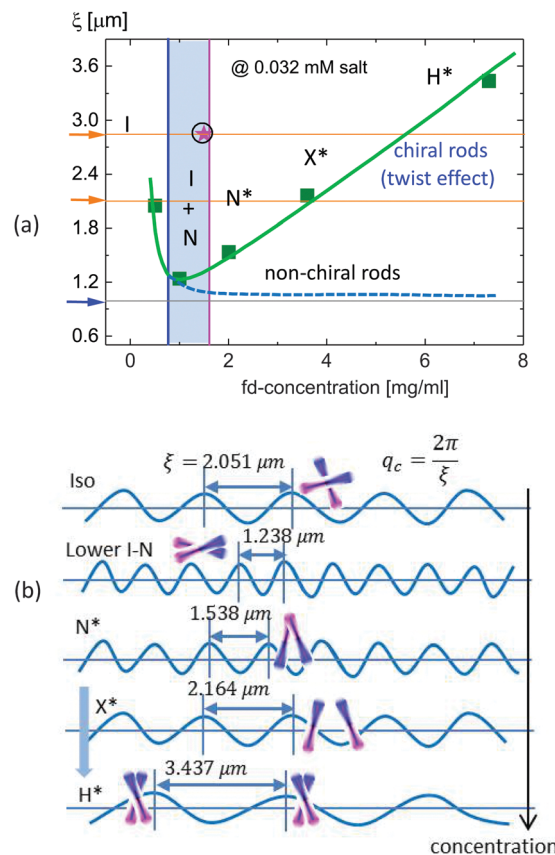 ξ [μm]
@ 0.032 mM salt
3.6
3.0
2.4
1.8
1.2
0.6
I
I
+
N
N*
X*
H*
chiral rods
(twist effect)
non-chiral rods
(a)
0 2 4 6 8
fd-concentration [mg/ml]
(b)
ξ = 2.051 μm
q_c = 2π/ξ
Iso
Lower I-N
1.238 μm
N*
1.538 μm
X*
2.164 μm
H*
3.437 μm
concentration